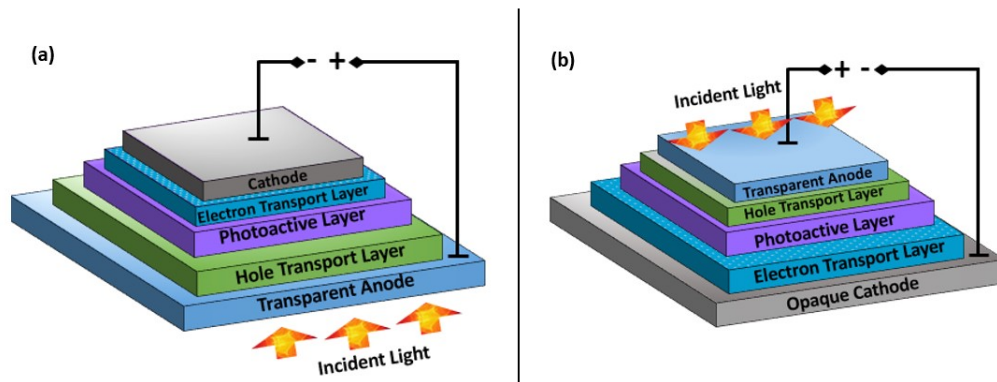 (a)
- +
Cathode
Electron Transport Layer
Photoactive Layer
Hole Transport Layer
Transparent Anode
Incident Light
(b)
+ -
Incident Light
Transparent Anode
Hole Transport Layer
Photoactive Layer
Electron Transport Layer
Opaque Cathode